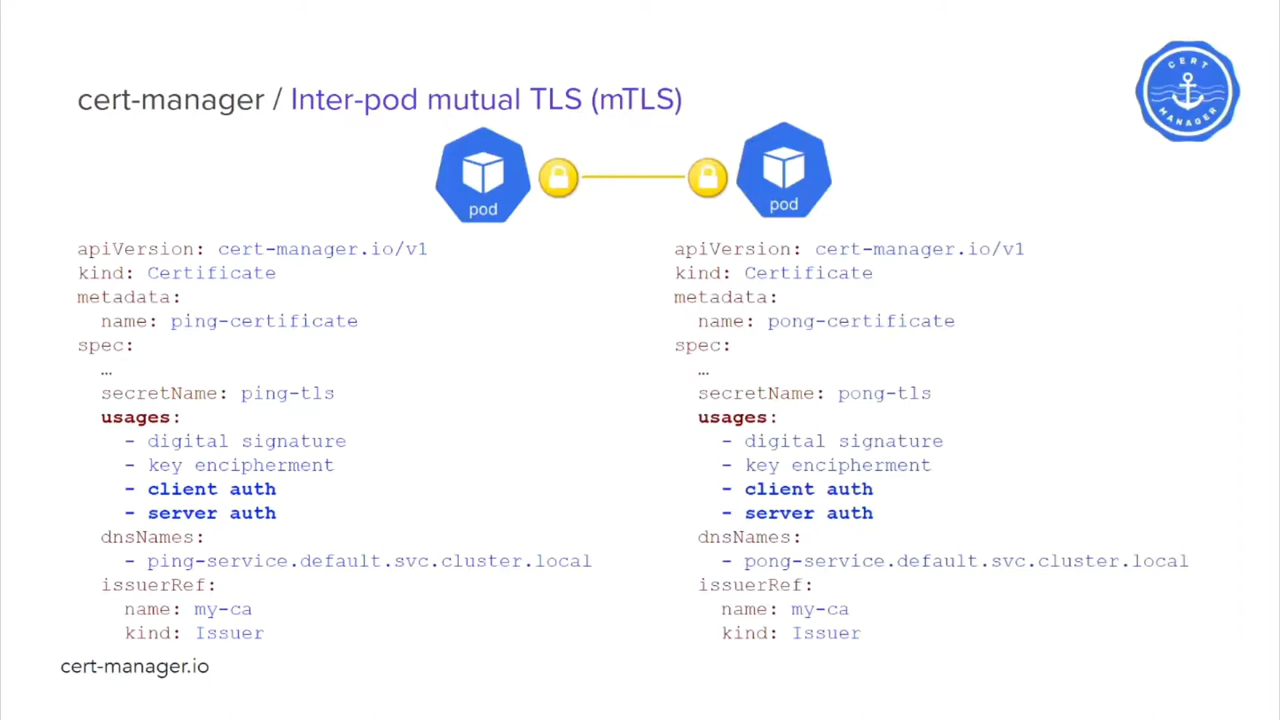 cert-manager / Inter-pod mutual TLS (mTLS)
CERT
MANAGER
pod
pod
apiVersion: cert-manager.io/v1
kind: Certificate
metadata:
  name: ping-certificate
spec:
  …
  secretName: ping-tls
  usages:
    - digital signature
    - key encipherment
    - client auth
    - server auth
  dnsNames:
    - ping-service.default.svc.cluster.local
  issuerRef:
    name: my-ca
    kind: Issuer
apiVersion: cert-manager.io/v1
kind: Certificate
metadata:
  name: pong-certificate
spec:
  …
  secretName: pong-tls
  usages:
    - digital signature
    - key encipherment
    - client auth
    - server auth
  dnsNames:
    - pong-service.default.svc.cluster.local
  issuerRef:
    name: my-ca
    kind: Issuer
cert-manager.io